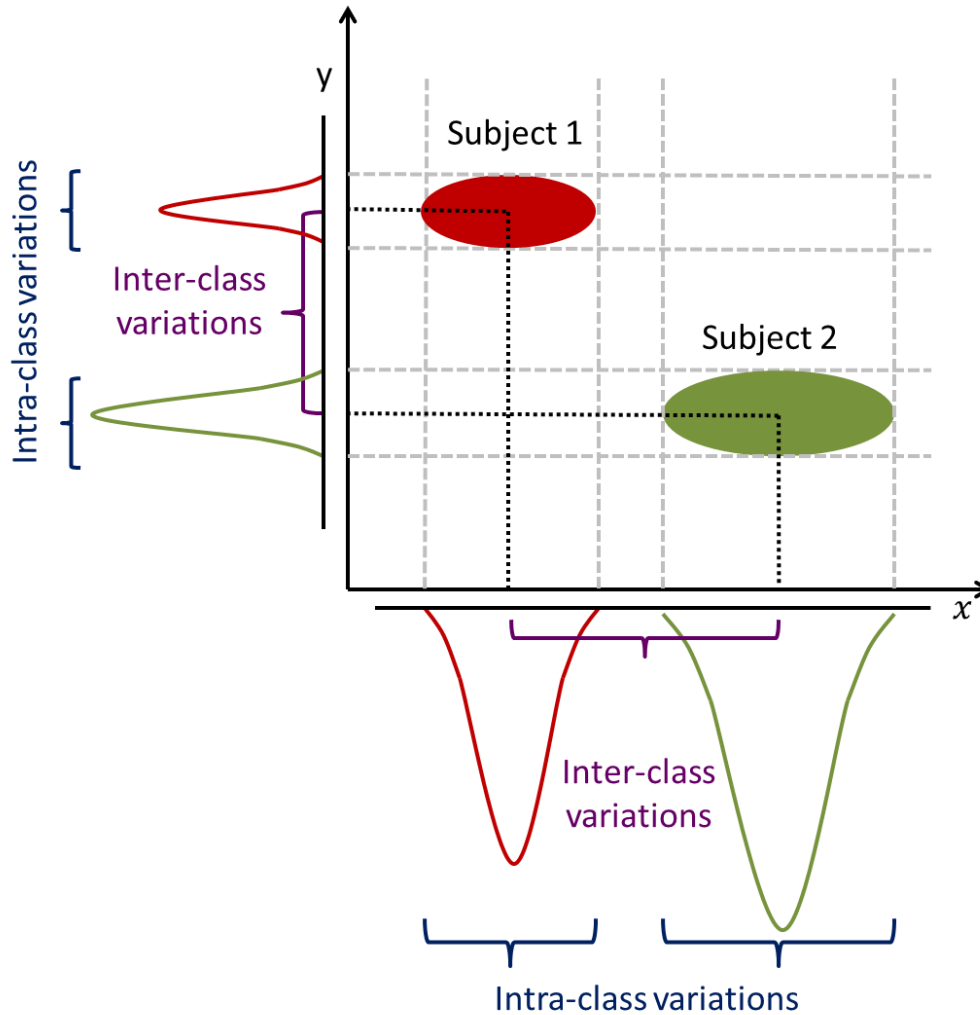 y
Subject 1
Intra-class variations
Inter-class
variations
Subject 2
x
Inter-class
variations
Intra-class variations